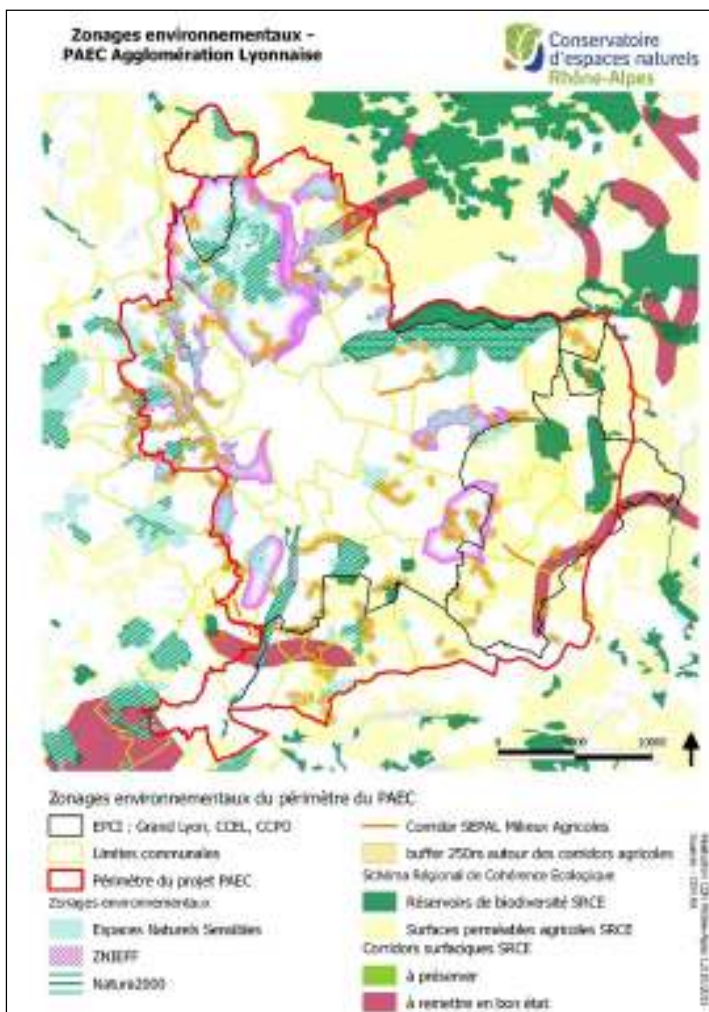 Zonages environnementaux –
PAEC Agglomération Lyonnaise
Conservatoire
d'espaces naturels
Rhône-Alpes
0 10000
Zonages environnementaux du périmètre du PAEC
EPCI : Grand Lyon, CCEL, CCPO
Limites communales
Périmètre du projet PAEC
Zonages environnementaux
Espaces Naturels Sensibles
ZNIEFF
Natura2000
Corridor SEPAL Milieux Agricoles
buffer 250m autour des corridors agricoles
Schéma Régional de Cohérence Ecologique
Réservoirs de biodiversité SRCE
Surfaces perméables agricoles SRCE
Corridors surfaciques SRCE
à préserver
à remettre en bon état